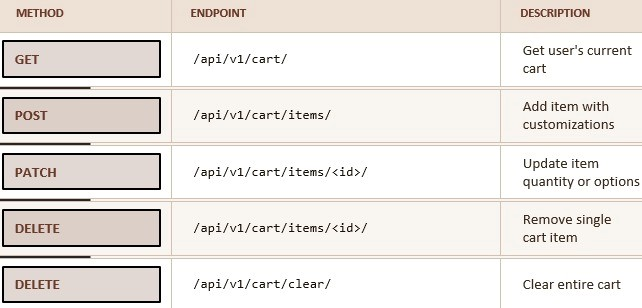 METHOD ENDPOINT DESCRIPTION
GET /api/v1/cart/ Get user's current
cart
POST /api/v1/cart/items/ Add item with
customizations
PATCH /api/v1/cart/items/<id>/ Update item
quantity or options
DELETE /api/v1/cart/items/<id>/ Remove single
cart item
DELETE /api/v1/cart/clear/ Clear entire cart